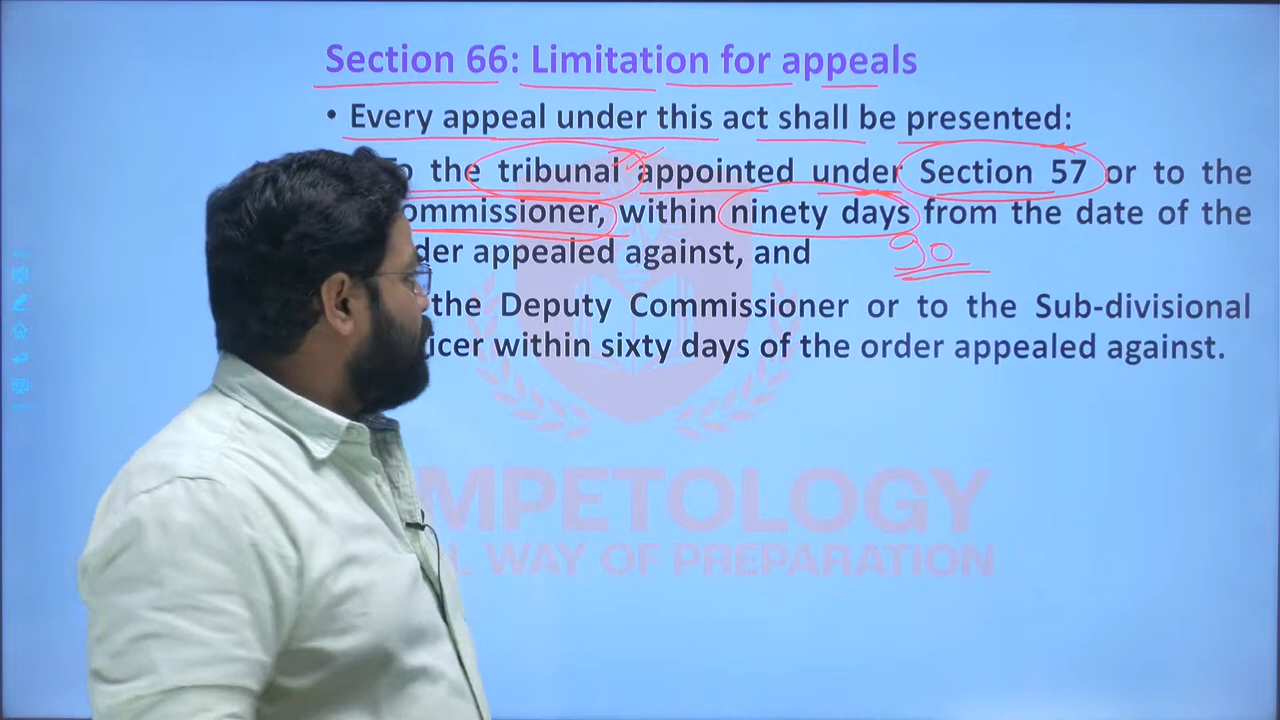 Section 66: Limitation for appeals
• Every appeal under this act shall be presented:
the tribunal appointed under Section 57 or to the
ommissioner, within ninety days from the date of the
der appealed against, and
90
the Deputy Commissioner or to the Sub-divisional
icer within sixty days of the order appealed against.
MPETOLOGY
L WAY OF PREPARATION